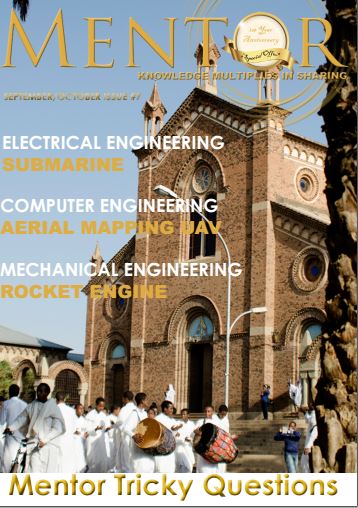 MENTOR
10 Year
Anniversary
Special Offer
KNOWLEDGE MULTIPLIES IN SHARING
SEPTEMBER, OCTOBER ISSUE #7
ELECTRICAL ENGINEERING
SUBMARINE
COMPUTER ENGINEERING
AERIAL MAPPING UAV
MECHANICAL ENGINEERING
ROCKET ENGINE
Mentor Tricky Questions